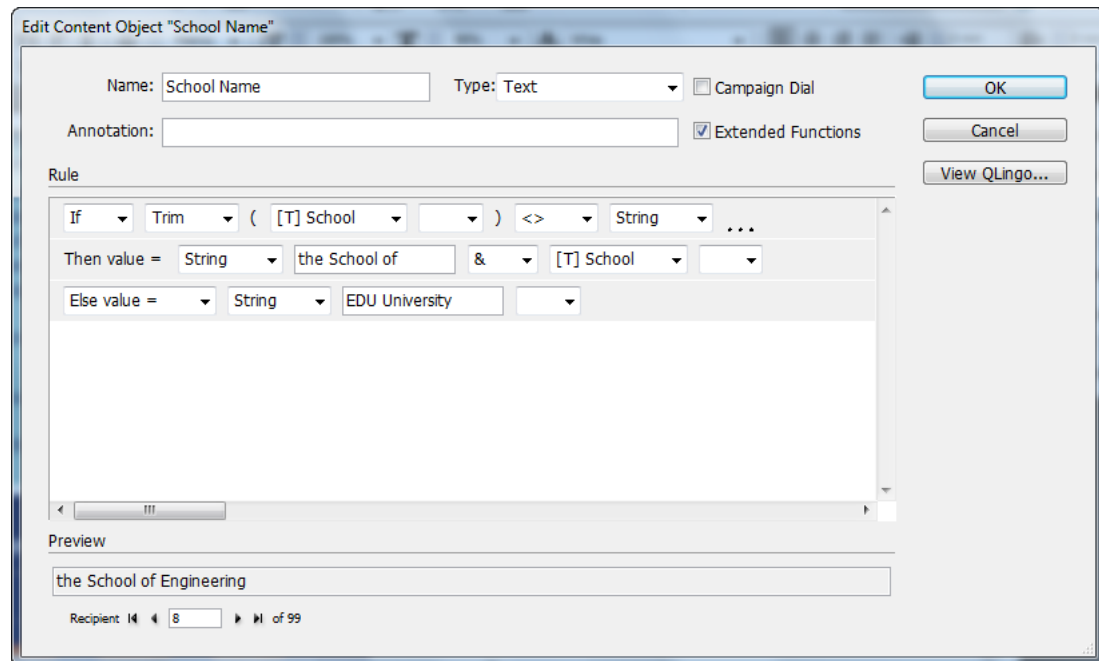 Edit Content Object "School Name"
Name: School Name Type: Text Campaign Dial OK
Annotation: Extended Functions Cancel
Rule View QLingo...
If Trim ( [T] School ) <> String ...
Then value = String the School of & [T] School
Else value = String EDU University
Preview
the School of Engineering
Recipient 8 of 99